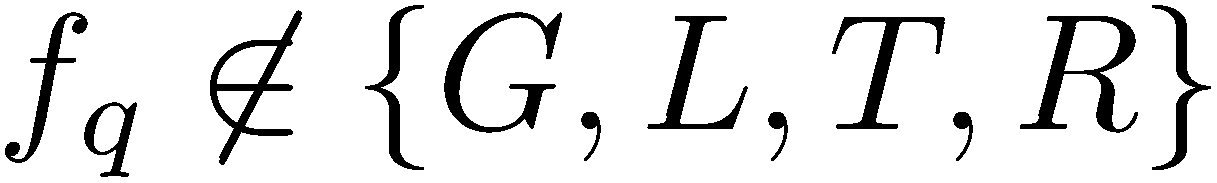 f_q ∉ {G, L, T, R}